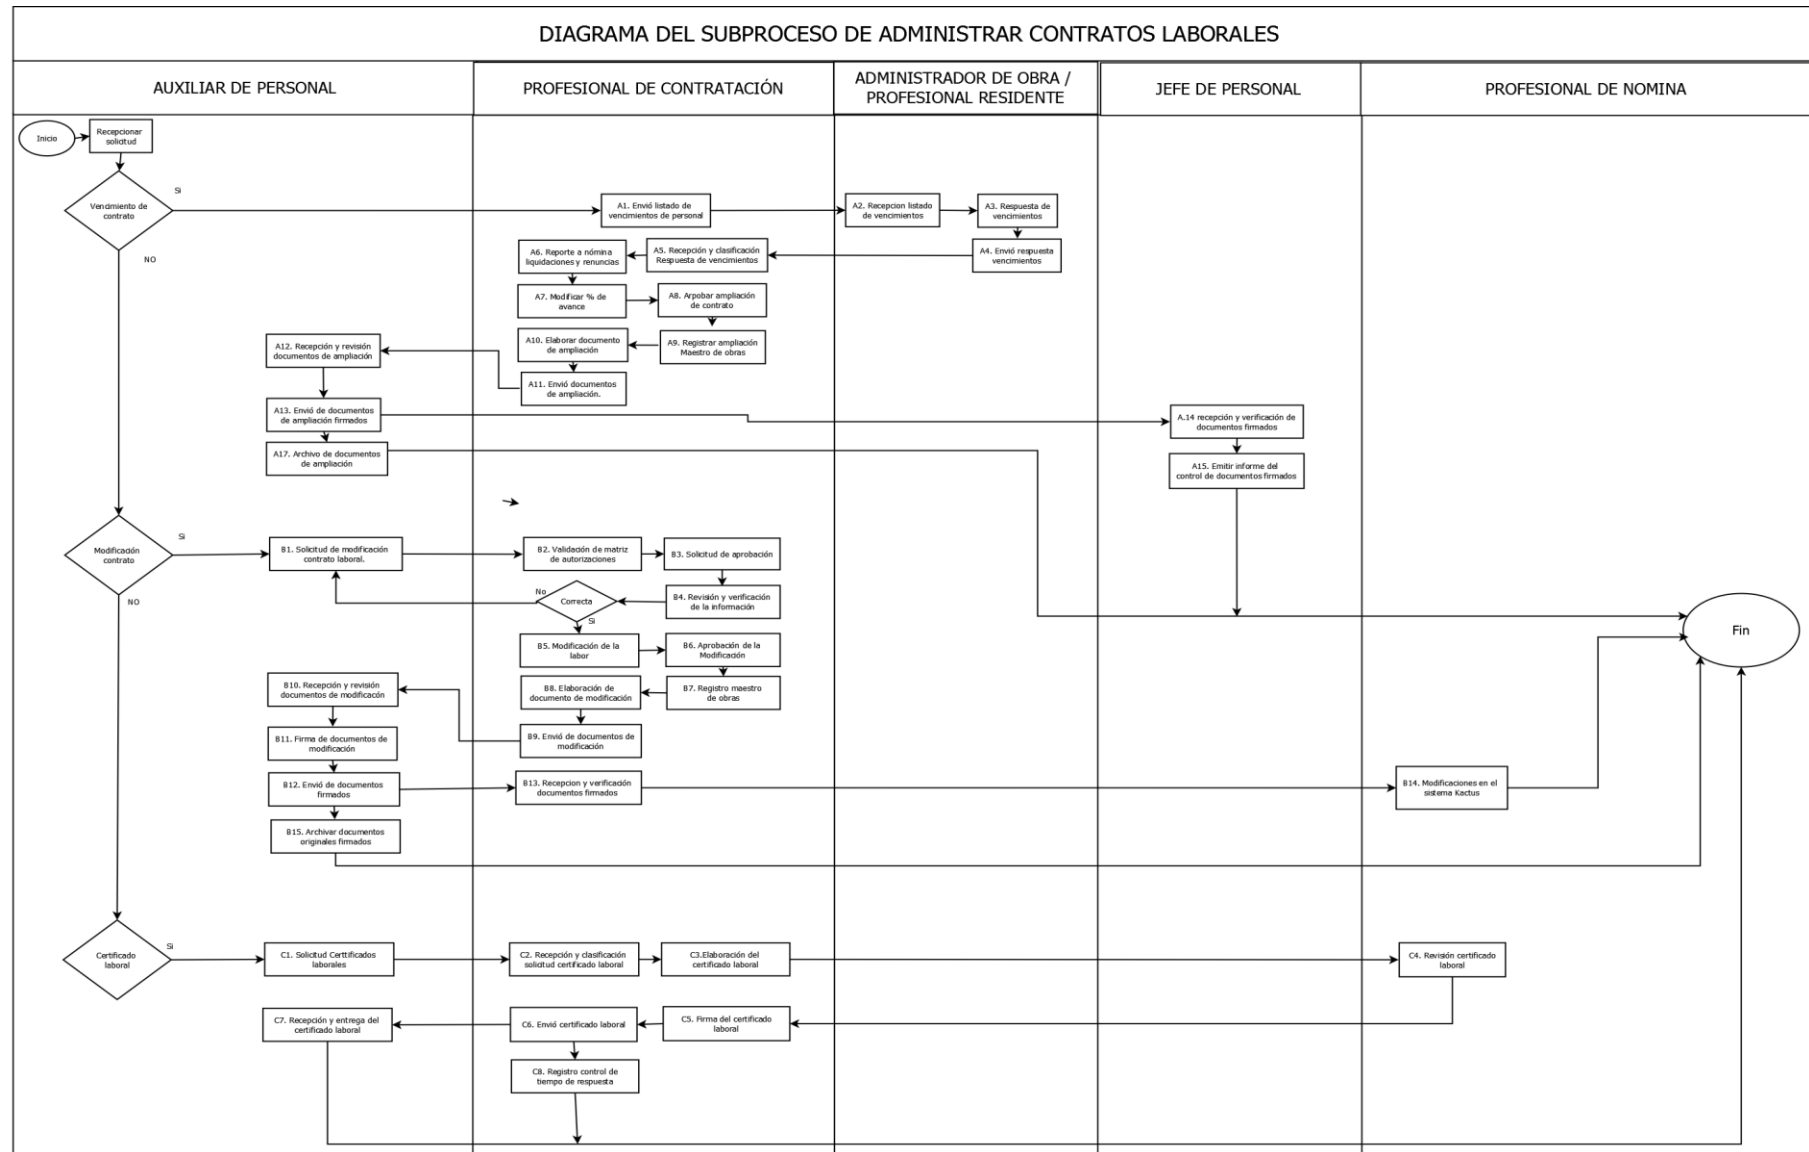 DIAGRAMA DEL SUBPROCESO DE ADMINISTRAR CONTRATOS LABORALES
AUXILIAR DE PERSONAL
PROFESIONAL DE CONTRATACIÓN
ADMINISTRADOR DE OBRA /
PROFESIONAL RESIDENTE
JEFE DE PERSONAL
PROFESIONAL DE NOMINA
Inicio
Recepcionar
solicitud
Vencimiento de
contrato
Si
NO
A1. Envió listado de
vencimientos de personal
A2. Recepcion listado
de vencimientos
A3. Respuesta de
vencimientos
A4. Envió respuesta
vencimientos
A5. Recepción y clasificación
Respuesta de vencimientos
A6. Reporte a nómina
liquidaciones y renuncias
A7. Modificar % de
avance
A8. Arpobar ampliación
de contrato
A9. Registrar ampliación
Maestro de obras
A10. Elaborar documento
de ampliación
A11. Envió documentos
de ampliación.
A12. Recepción y revisión
documentos de ampliación
A13. Envió de documentos
de ampliación firmados
A.14 recepción y verificación de
documentos firmados
A15. Emitir informe del
control de documentos firmados
A17. Archivo de documentos
de ampliación
Modificación
contrato
Si
NO
B1. Solicitud de modificación
contrato laboral.
B2. Validación de matriz
de autorizaciones
B3. Solicitud de aprobación
B4. Revisión y verificación
de la información
Correcta
No
Si
B5. Modificación de la
labor
B6. Aprobación de la
Modificación
B7. Registro maestro
de obras
B8. Elaboración de
documento de modificación
B9. Envió de documentos de
modificación
B10. Recepción y revisión
documentos de modificacón
B11. Firma de documentos de
modificación
B12. Envió de documentos
firmados
B13. Recepcion y verificación
documentos firmados
B14. Modificaciones en el
sistema Kactus
B15. Archivar documentos
originales firmados
Fin
Certificado
laboral
Si
C1. Solicitud Certtificados
laborales
C2. Recepción y clasificación
solicitud certificado laboral
C3.Elaboración del
certificado laboral
C4. Revisión certificado
laboral
C5. Firma del certificado
laboral
C6. Envió certificado laboral
C7. Recepción y entrega del
certificado laboral
C8. Registro control de
tiempo de respuesta